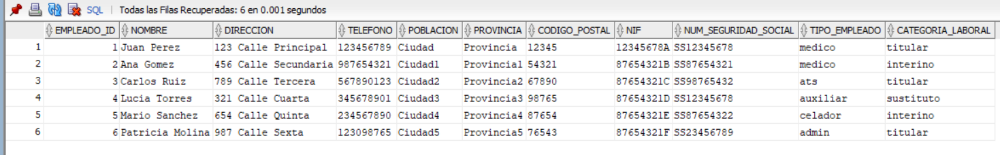 SQL | Todas las Filas Recuperadas: 6 en 0.001 segundos
EMPLEADO_ID NOMBRE DIRECCION TELEFONO POBLACION PROVINCIA CODIGO_POSTAL NIF NUM_SEGURIDAD_SOCIAL TIPO_EMPLEADO CATEGORIA_LABORAL
1 1 Juan Perez 123 Calle Principal 123456789 Ciudad Provincia 12345 12345678A SS12345678 medico titular
2 2 Ana Gomez 456 Calle Secundaria 987654321 Ciudad1 Provincia1 54321 87654321B SS87654321 medico interino
3 3 Carlos Ruiz 789 Calle Tercera 567890123 Ciudad2 Provincia2 67890 87654321C SS98765432 ats titular
4 4 Lucia Torres 321 Calle Cuarta 345678901 Ciudad3 Provincia3 98765 87654321D SS12345678 auxiliar sustituto
5 5 Mario Sanchez 654 Calle Quinta 234567890 Ciudad4 Provincia4 87654 87654321E SS87654322 celador interino
6 6 Patricia Molina 987 Calle Sexta 123098765 Ciudad5 Provincia5 76543 87654321F SS23456789 admin titular